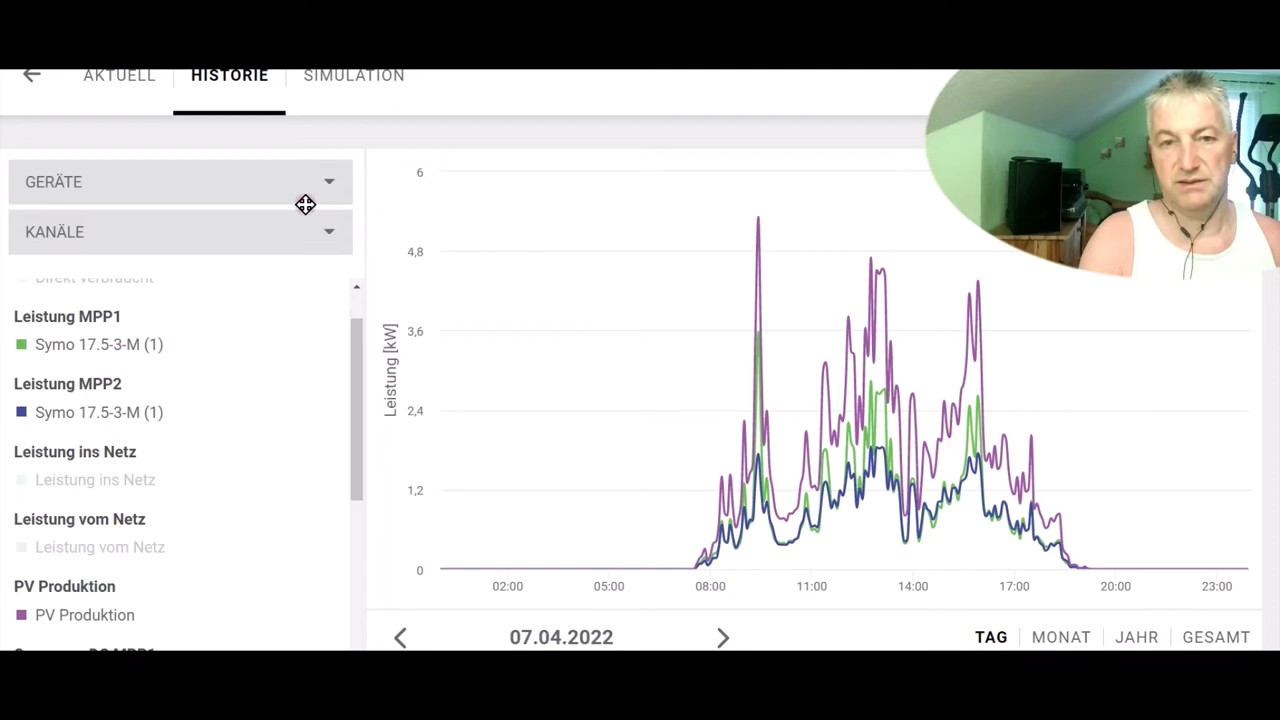 AKTUELL HISTORIE SIMULATION
GERÄTE
KANÄLE
Direkt verbraucht
Leistung MPP1
Symo 17.5-3-M (1)
Leistung MPP2
Symo 17.5-3-M (1)
Leistung ins Netz
Leistung ins Netz
Leistung vom Netz
Leistung vom Netz
PV Produktion
PV Produktion
Leistung [kW]
6
4,8
3,6
2,4
1,2
0
02:00 05:00 08:00 11:00 14:00 17:00 20:00 23:00
07.04.2022
TAG MONAT JAHR GESAMT